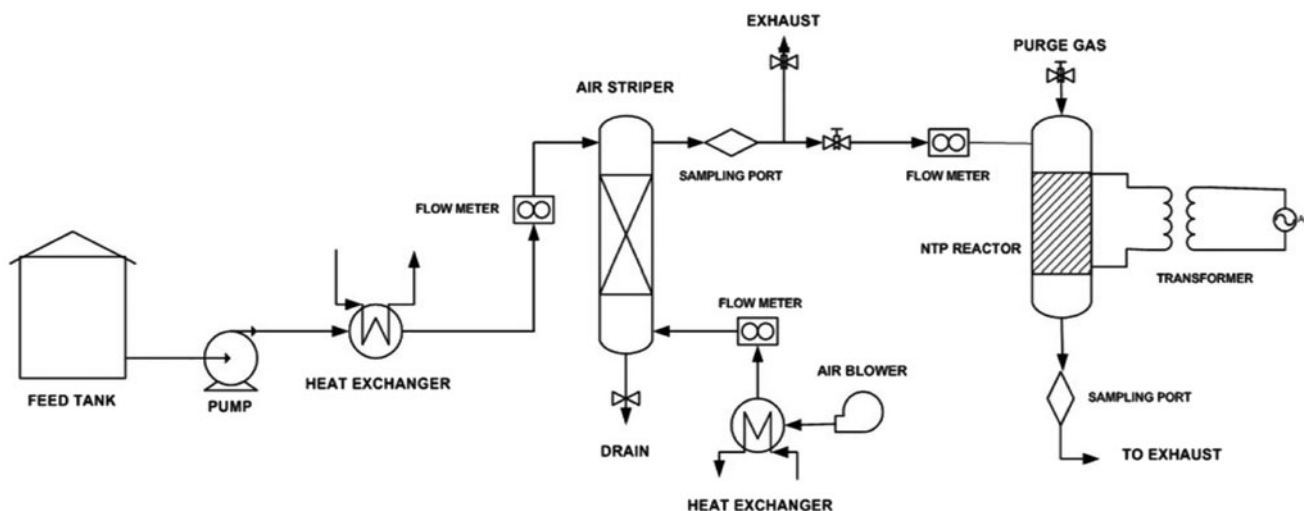 EXHAUST
PURGE GAS
AIR STRIPER
SAMPLING PORT
FLOW METER
FLOW METER
NTP REACTOR
TRANSFORMER
A
FLOW METER
HEAT EXCHANGER
AIR BLOWER
FEED TANK
PUMP
SAMPLING PORT
DRAIN
TO EXHAUST
HEAT EXCHANGER